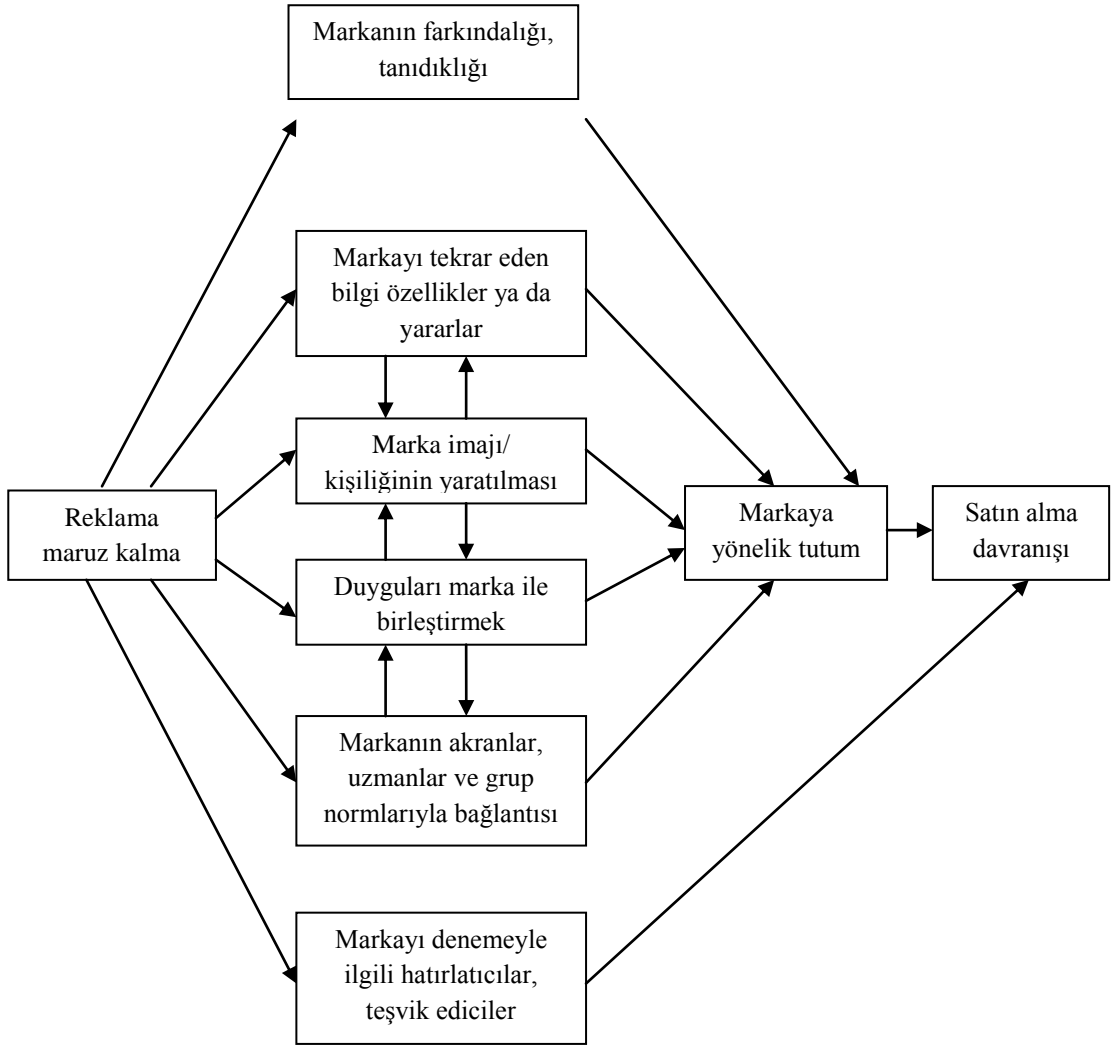 Markanın farkındalığı,
tanıdıklığı
Markayı tekrar eden
bilgi özellikler ya da
yararlar
Marka imajı/
kişiliğinin yaratılması
Reklama
maruz kalma
Markaya
yönelik tutum
Satın alma
davranışı
Duyguları marka ile
birleştirmek
Markanın akranlar,
uzmanlar ve grup
normlarıyla bağlantısı
Markayı denemeyle
ilgili hatırlatıcılar,
teşvik ediciler